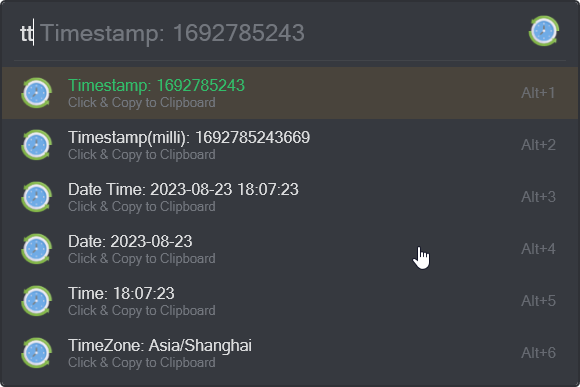 tt Timestamp: 1692785243
Timestamp: 1692785243
Click & Copy to Clipboard
Alt+1
Timestamp(milli): 1692785243669
Click & Copy to Clipboard
Alt+2
Date Time: 2023-08-23 18:07:23
Click & Copy to Clipboard
Alt+3
Date: 2023-08-23
Click & Copy to Clipboard
Alt+4
Time: 18:07:23
Click & Copy to Clipboard
Alt+5
TimeZone: Asia/Shanghai
Click & Copy to Clipboard
Alt+6